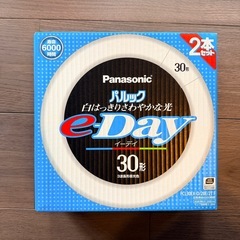 寿命
6000
時間
2本
セット
Panasonic
パルック
30形
白はっきりさわやかな光
e-Day
イーデイ
30形